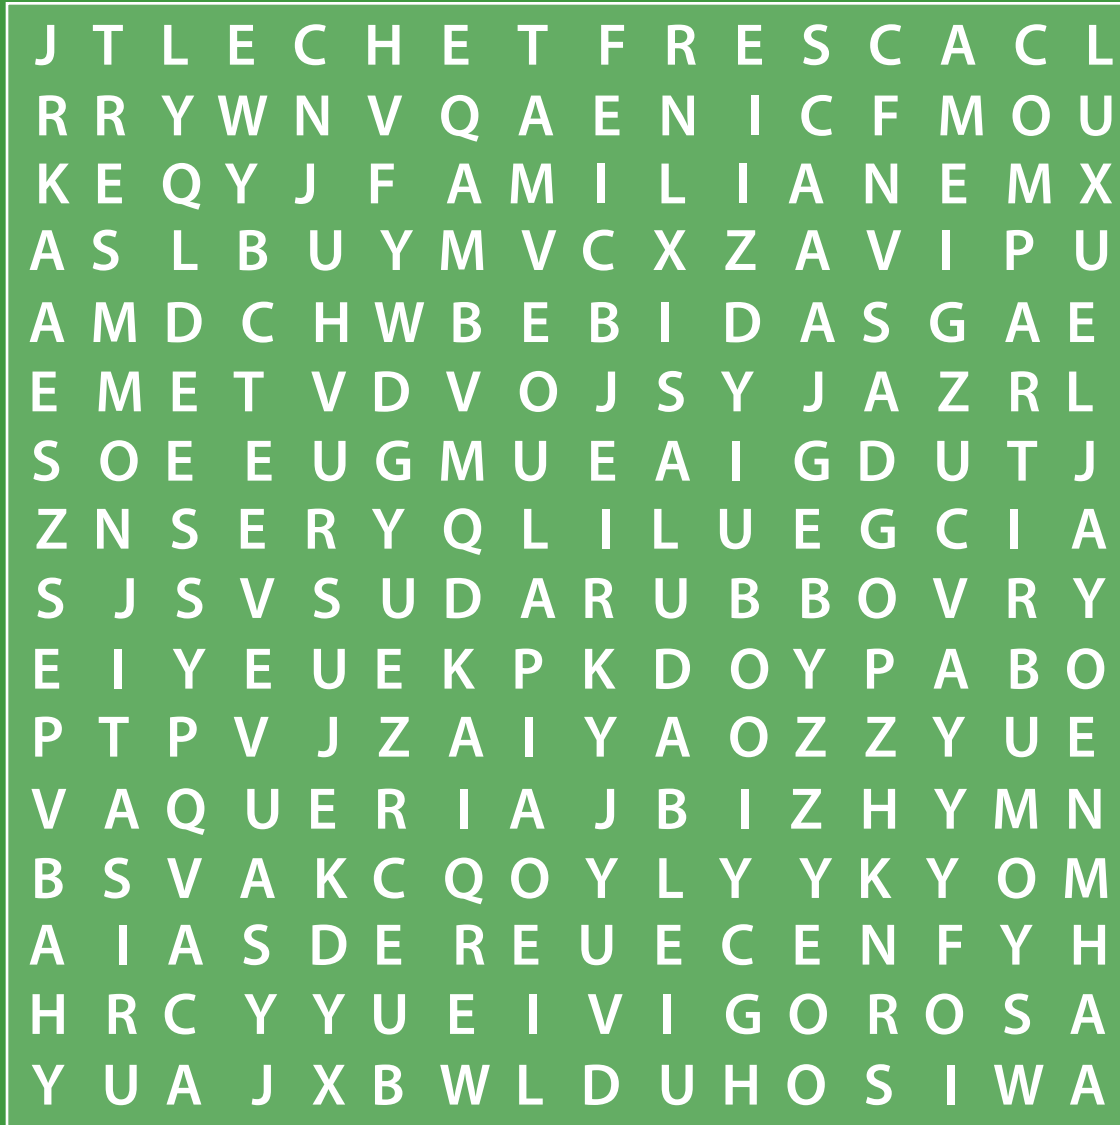 J T L E C H E T F R E S C A C L
R R Y W N V Q A E N I C F M O U
K E Q Y J F A M I L I A N E M X
A S L B U Y M V C X Z A V I P U
A M D C H W B E B I D A S G A E
E M E T V D V O J S Y J A Z R L
S O E E U G M U E A I G D U T J
Z N S E R Y Q L I L U E G C I A
S J S V S U D A R U B B O V R Y
E I Y E U E K P K D O Y P A B O
P T P V J Z A I Y A O Z Z Y U E
V A Q U E R I A J B I Z H Y M N
B S V A K C Q O Y L Y Y K Y O M
A I A S D E R E U E C E N F Y H
H R C Y Y U E I V I G O R O S A
Y U A J X B W L D U H O S I W A